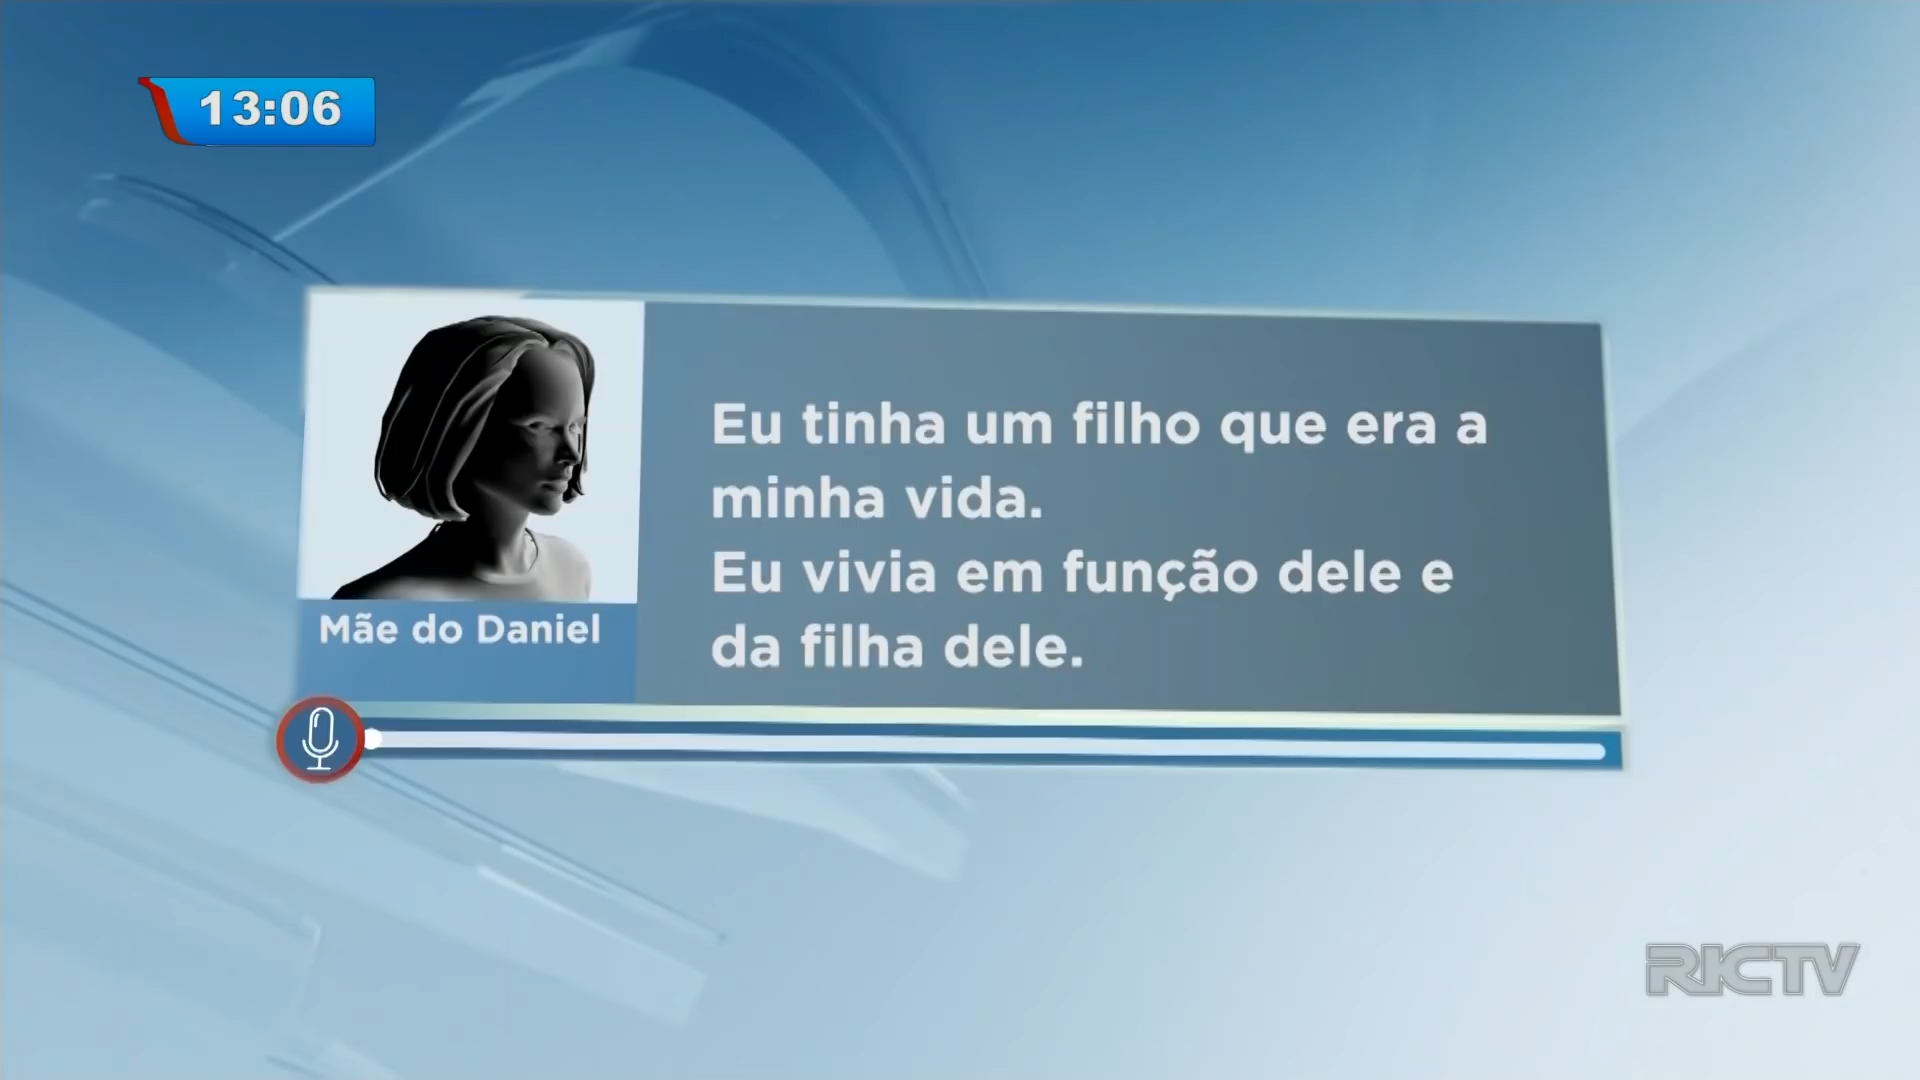 13:06
Eu tinha um filho que era a
minha vida.
Eu vivia em função dele e
da filha dele.
Mãe do Daniel
RICTV